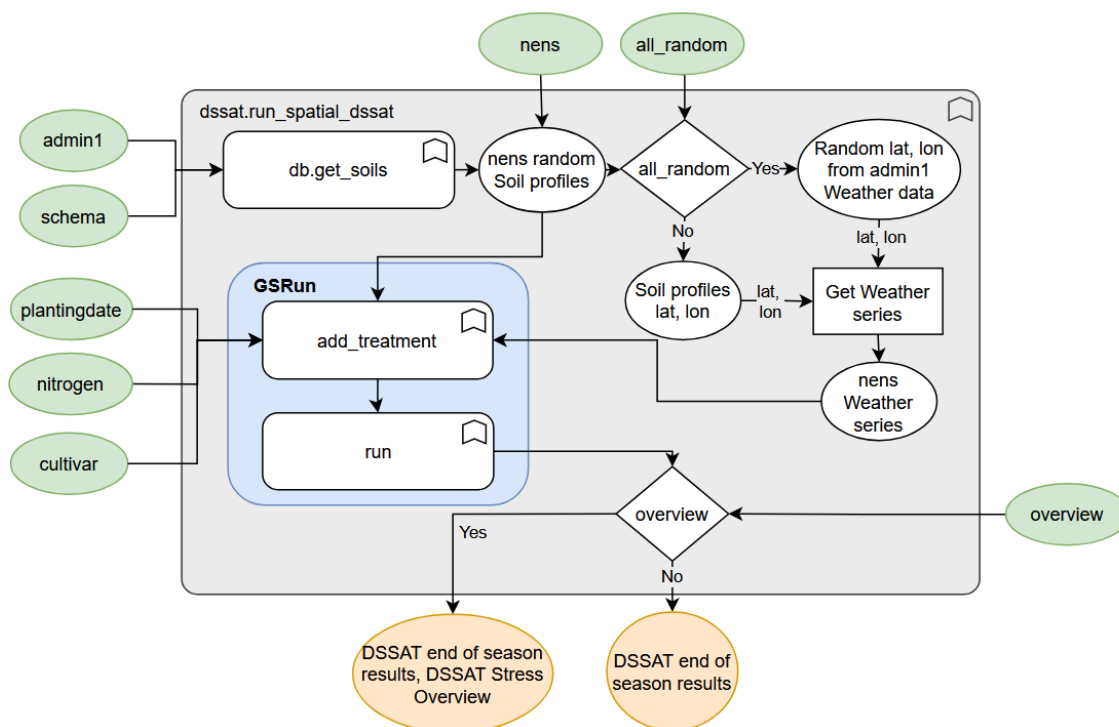 nens
all_random
dssat.run_spatial_dssat
admin1
schema
db.get_soils
nens random
Soil profiles
all_random
Yes
Random lat, lon
from admin1
Weather data
No
lat, lon
plantingdate
nitrogen
cultivar
GSRun
add_treatment
run
Soil profiles
lat, lon
lat,
lon
Get Weather
series
nens
Weather
series
overview
overview
Yes
No
DSSAT end of season
results, DSSAT Stress
Overview
DSSAT end of
season results